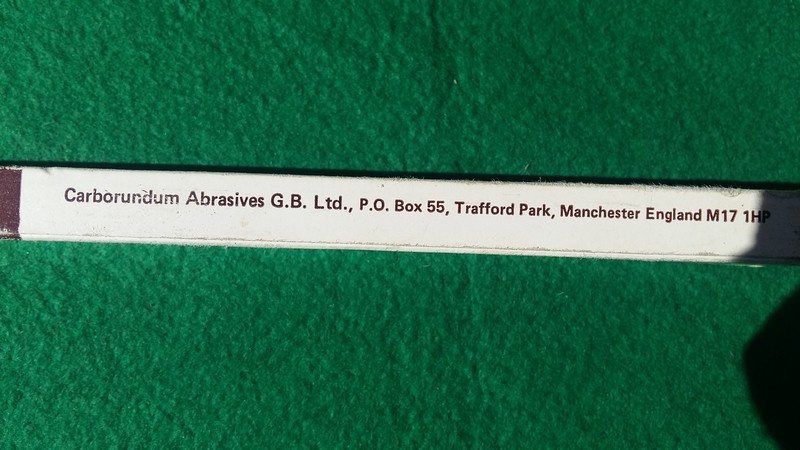 Carborundum Abrasives G.B. Ltd., P.O. Box 55, Trafford Park, Manchester England M17 1HP